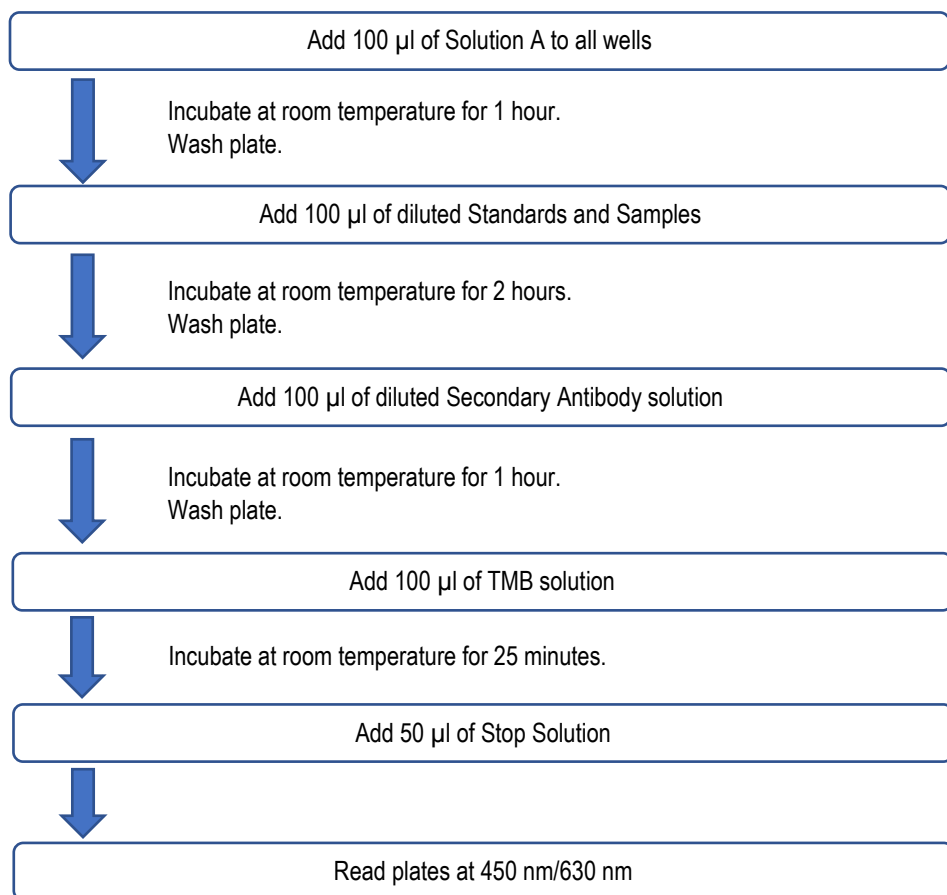 Add 100 µl of Solution A to all wells
Incubate at room temperature for 1 hour.
Wash plate.
Add 100 µl of diluted Standards and Samples
Incubate at room temperature for 2 hours.
Wash plate.
Add 100 µl of diluted Secondary Antibody solution
Incubate at room temperature for 1 hour.
Wash plate.
Add 100 µl of TMB solution
Incubate at room temperature for 25 minutes.
Add 50 µl of Stop Solution
Read plates at 450 nm/630 nm